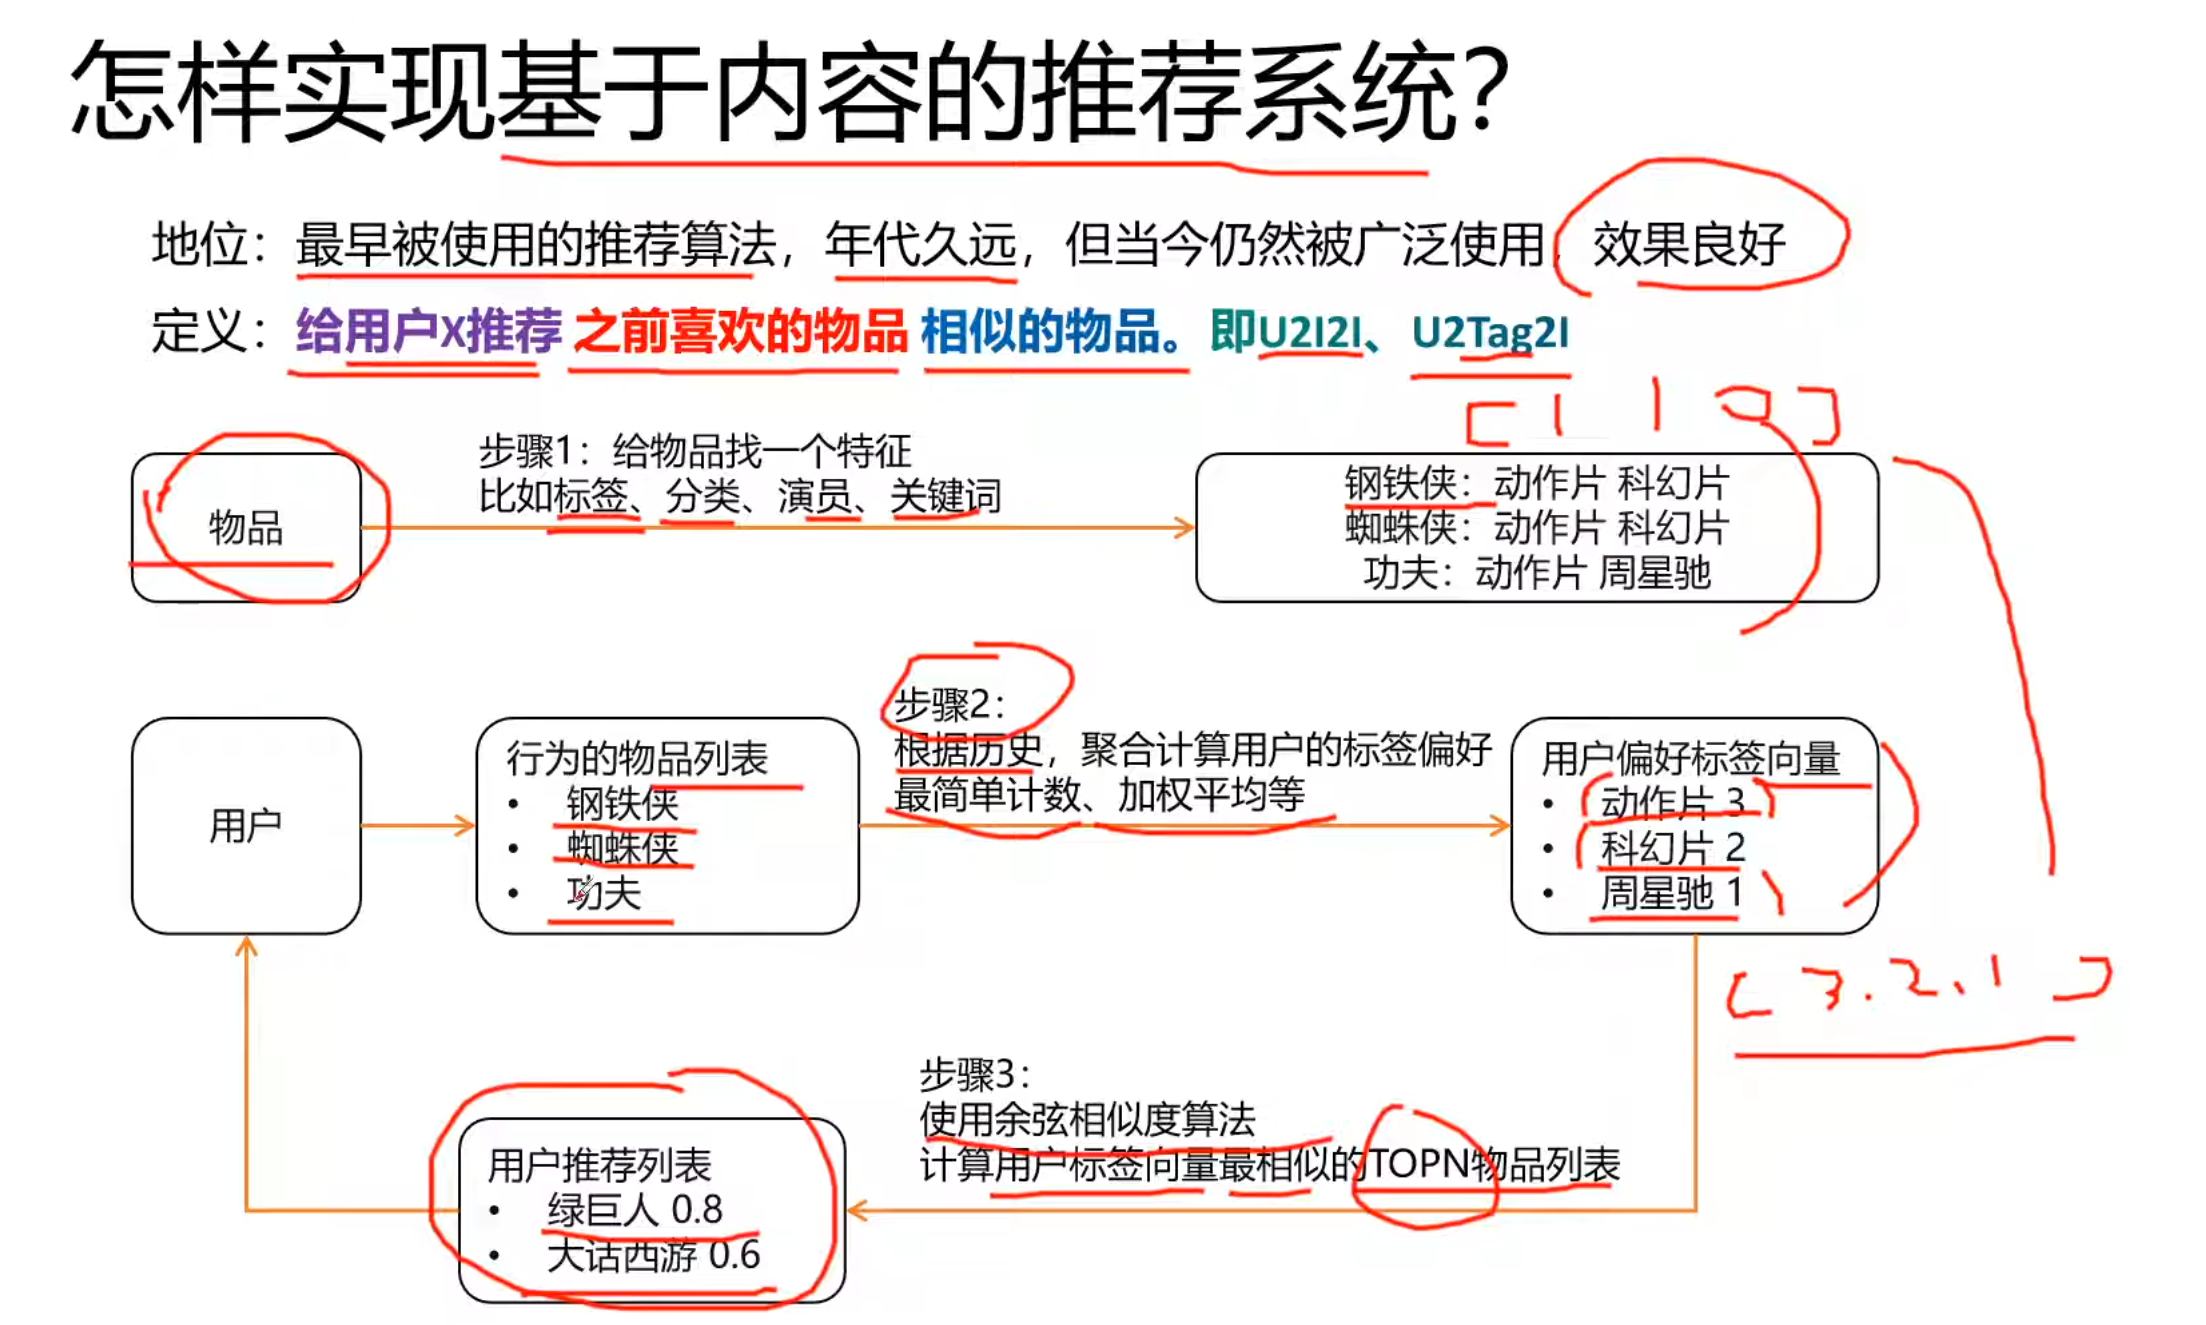 怎样实现基于内容的推荐系统？
地位：最早被使用的推荐算法，年代久远，但当今仍然被广泛使用，效果良好
定义：给用户X推荐 之前喜欢的物品 相似的物品。即U2I2I、U2Tag2I
[ 1 1 0 ]
物品
步骤1：给物品找一个特征
比如标签、分类、演员、关键词
钢铁侠：动作片 科幻片
蜘蛛侠：动作片 科幻片
功夫：动作片 周星驰
用户
行为的物品列表
• 钢铁侠
• 蜘蛛侠
• 功夫
步骤2：
根据历史，聚合计算用户的标签偏好
最简单计数、加权平均等
用户偏好标签向量
• 动作片 3
• 科幻片 2
• 周星驰 1
[ 3. 2. 1 ]
步骤3：
使用余弦相似度算法
计算用户标签向量最相似的TOPN物品列表
用户推荐列表
• 绿巨人 0.8
• 大话西游 0.6